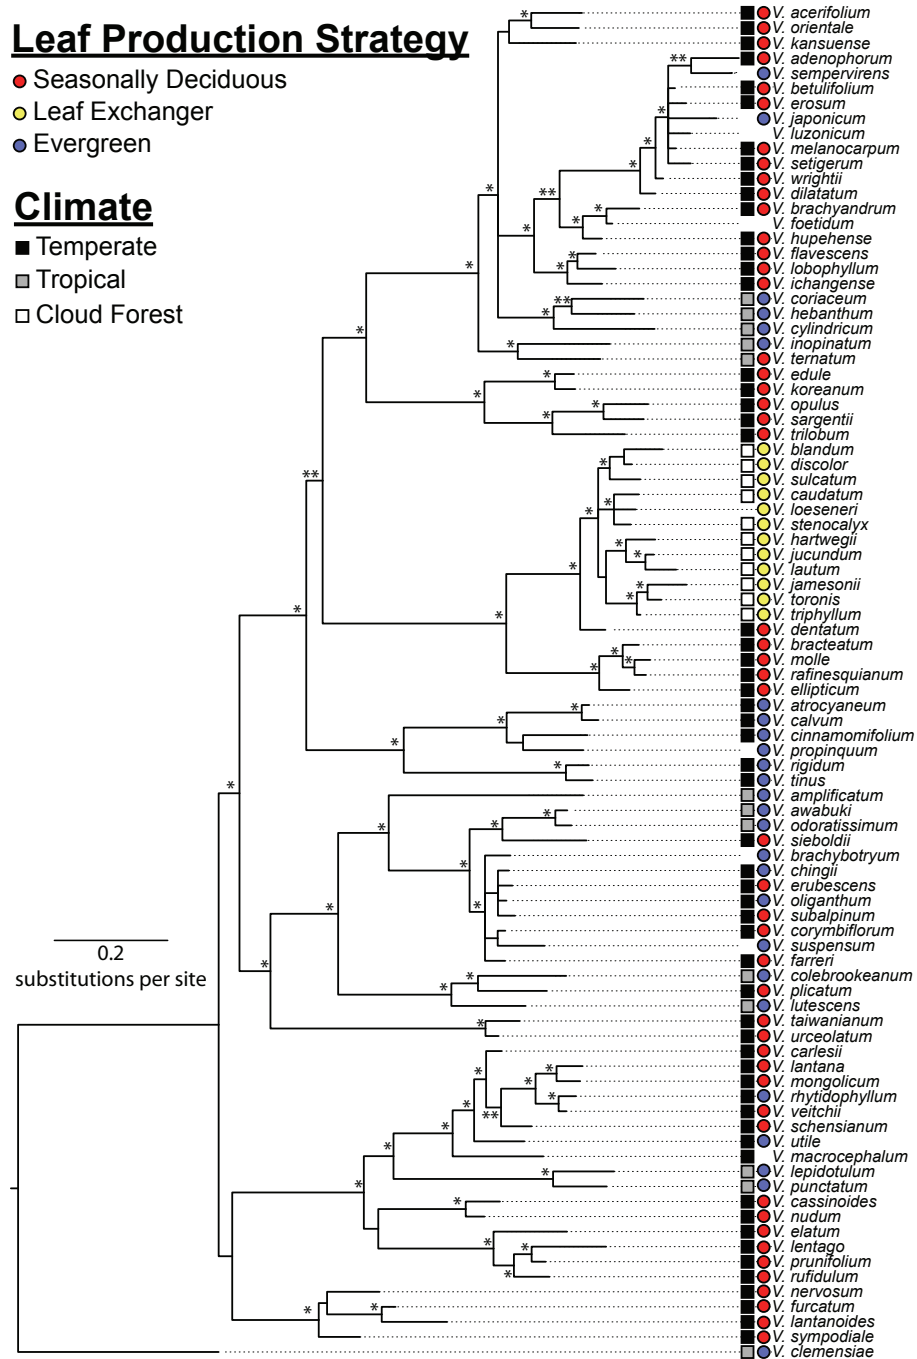 Leaf Production Strategy
Seasonally Deciduous
Leaf Exchanger
Evergreen
Climate
Temperate
Tropical
Cloud Forest
0.2
substitutions per site
V. acerifolium
V. orientale
V. kansuense
V. adenophorum
V. sempervirens
V. betulifolium
V. erosum
V. japonicum
V. luzonicum
V. melanocarpum
V. setigerum
V. wrightii
V. dilatatum
V. brachyandrum
V. foetidum
V. hupehense
V. flavescens
V. lobophyllum
V. ichangense
V. coriaceum
V. hebanthum
V. cylindricum
V. inopinatum
V. ternatum
V. edule
V. koreanum
V. opulus
V. sargentii
V. trilobum
V. blandum
V. discolor
V. sulcatum
V. caudatum
V. loeseneri
V. stenocalyx
V. hartwegii
V. jucundum
V. lautum
V. jamesonii
V. toronis
V. triphyllum
V. dentatum
V. bracteatum
V. molle
V. rafinesquianum
V. ellipticum
V. atrocyaneum
V. calvum
V. cinnamomifolium
V. propinquum
V. rigidum
V. tinus
V. amplificatum
V. awabuki
V. odoratissimum
V. sieboldii
V. brachybotryum
V. chingii
V. erubescens
V. oliganthum
V. subalpinum
V. corymbiflorum
V. suspensum
V. farreri
V. colebrookeanum
V. plicatum
V. lutescens
V. taiwanianum
V. urceolatum
V. carlesii
V. lantana
V. mongolicum
V. rhytidophyllum
V. veitchii
V. schensianum
V. utile
V. macrocephalum
V. lepidotulum
V. punctatum
V. cassinoides
V. nudum
V. elatum
V. lentago
V. prunifolium
V. rufidulum
V. nervosum
V. furcatum
V. lantanoides
V. sympodiale
V. clemensiae